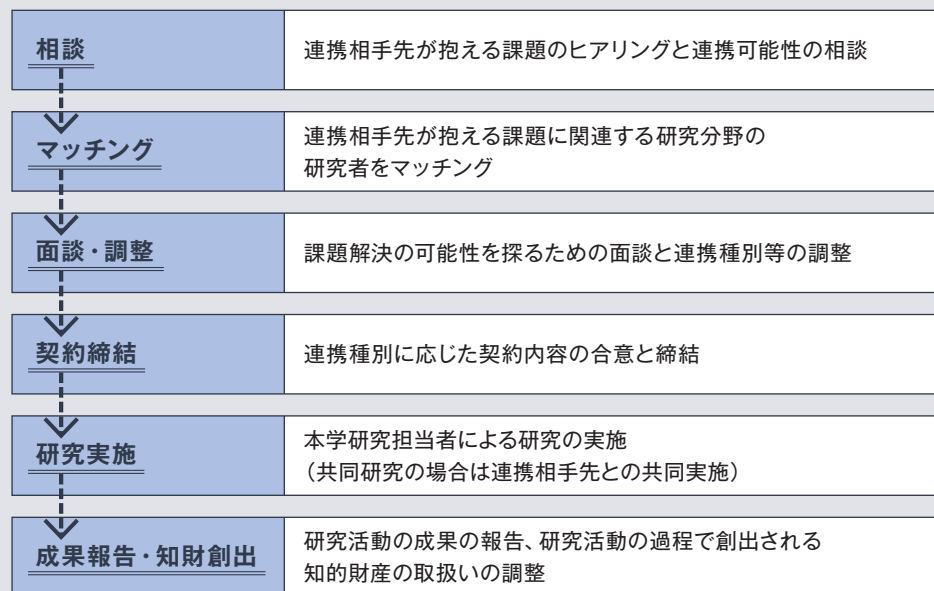 相談
連携相手先が抱える課題のヒアリングと連携可能性の相談
マッチング
連携相手先が抱える課題に関連する研究分野の
研究者をマッチング
面談・調整
課題解決の可能性を探るための面談と連携種別等の調整
契約締結
連携種別に応じた契約内容の合意と締結
研究実施
本学研究担当者による研究の実施
（共同研究の場合は連携相手先との共同実施）
成果報告・知財創出
研究活動の成果の報告、研究活動の過程で創出される
知的財産の取扱いの調整